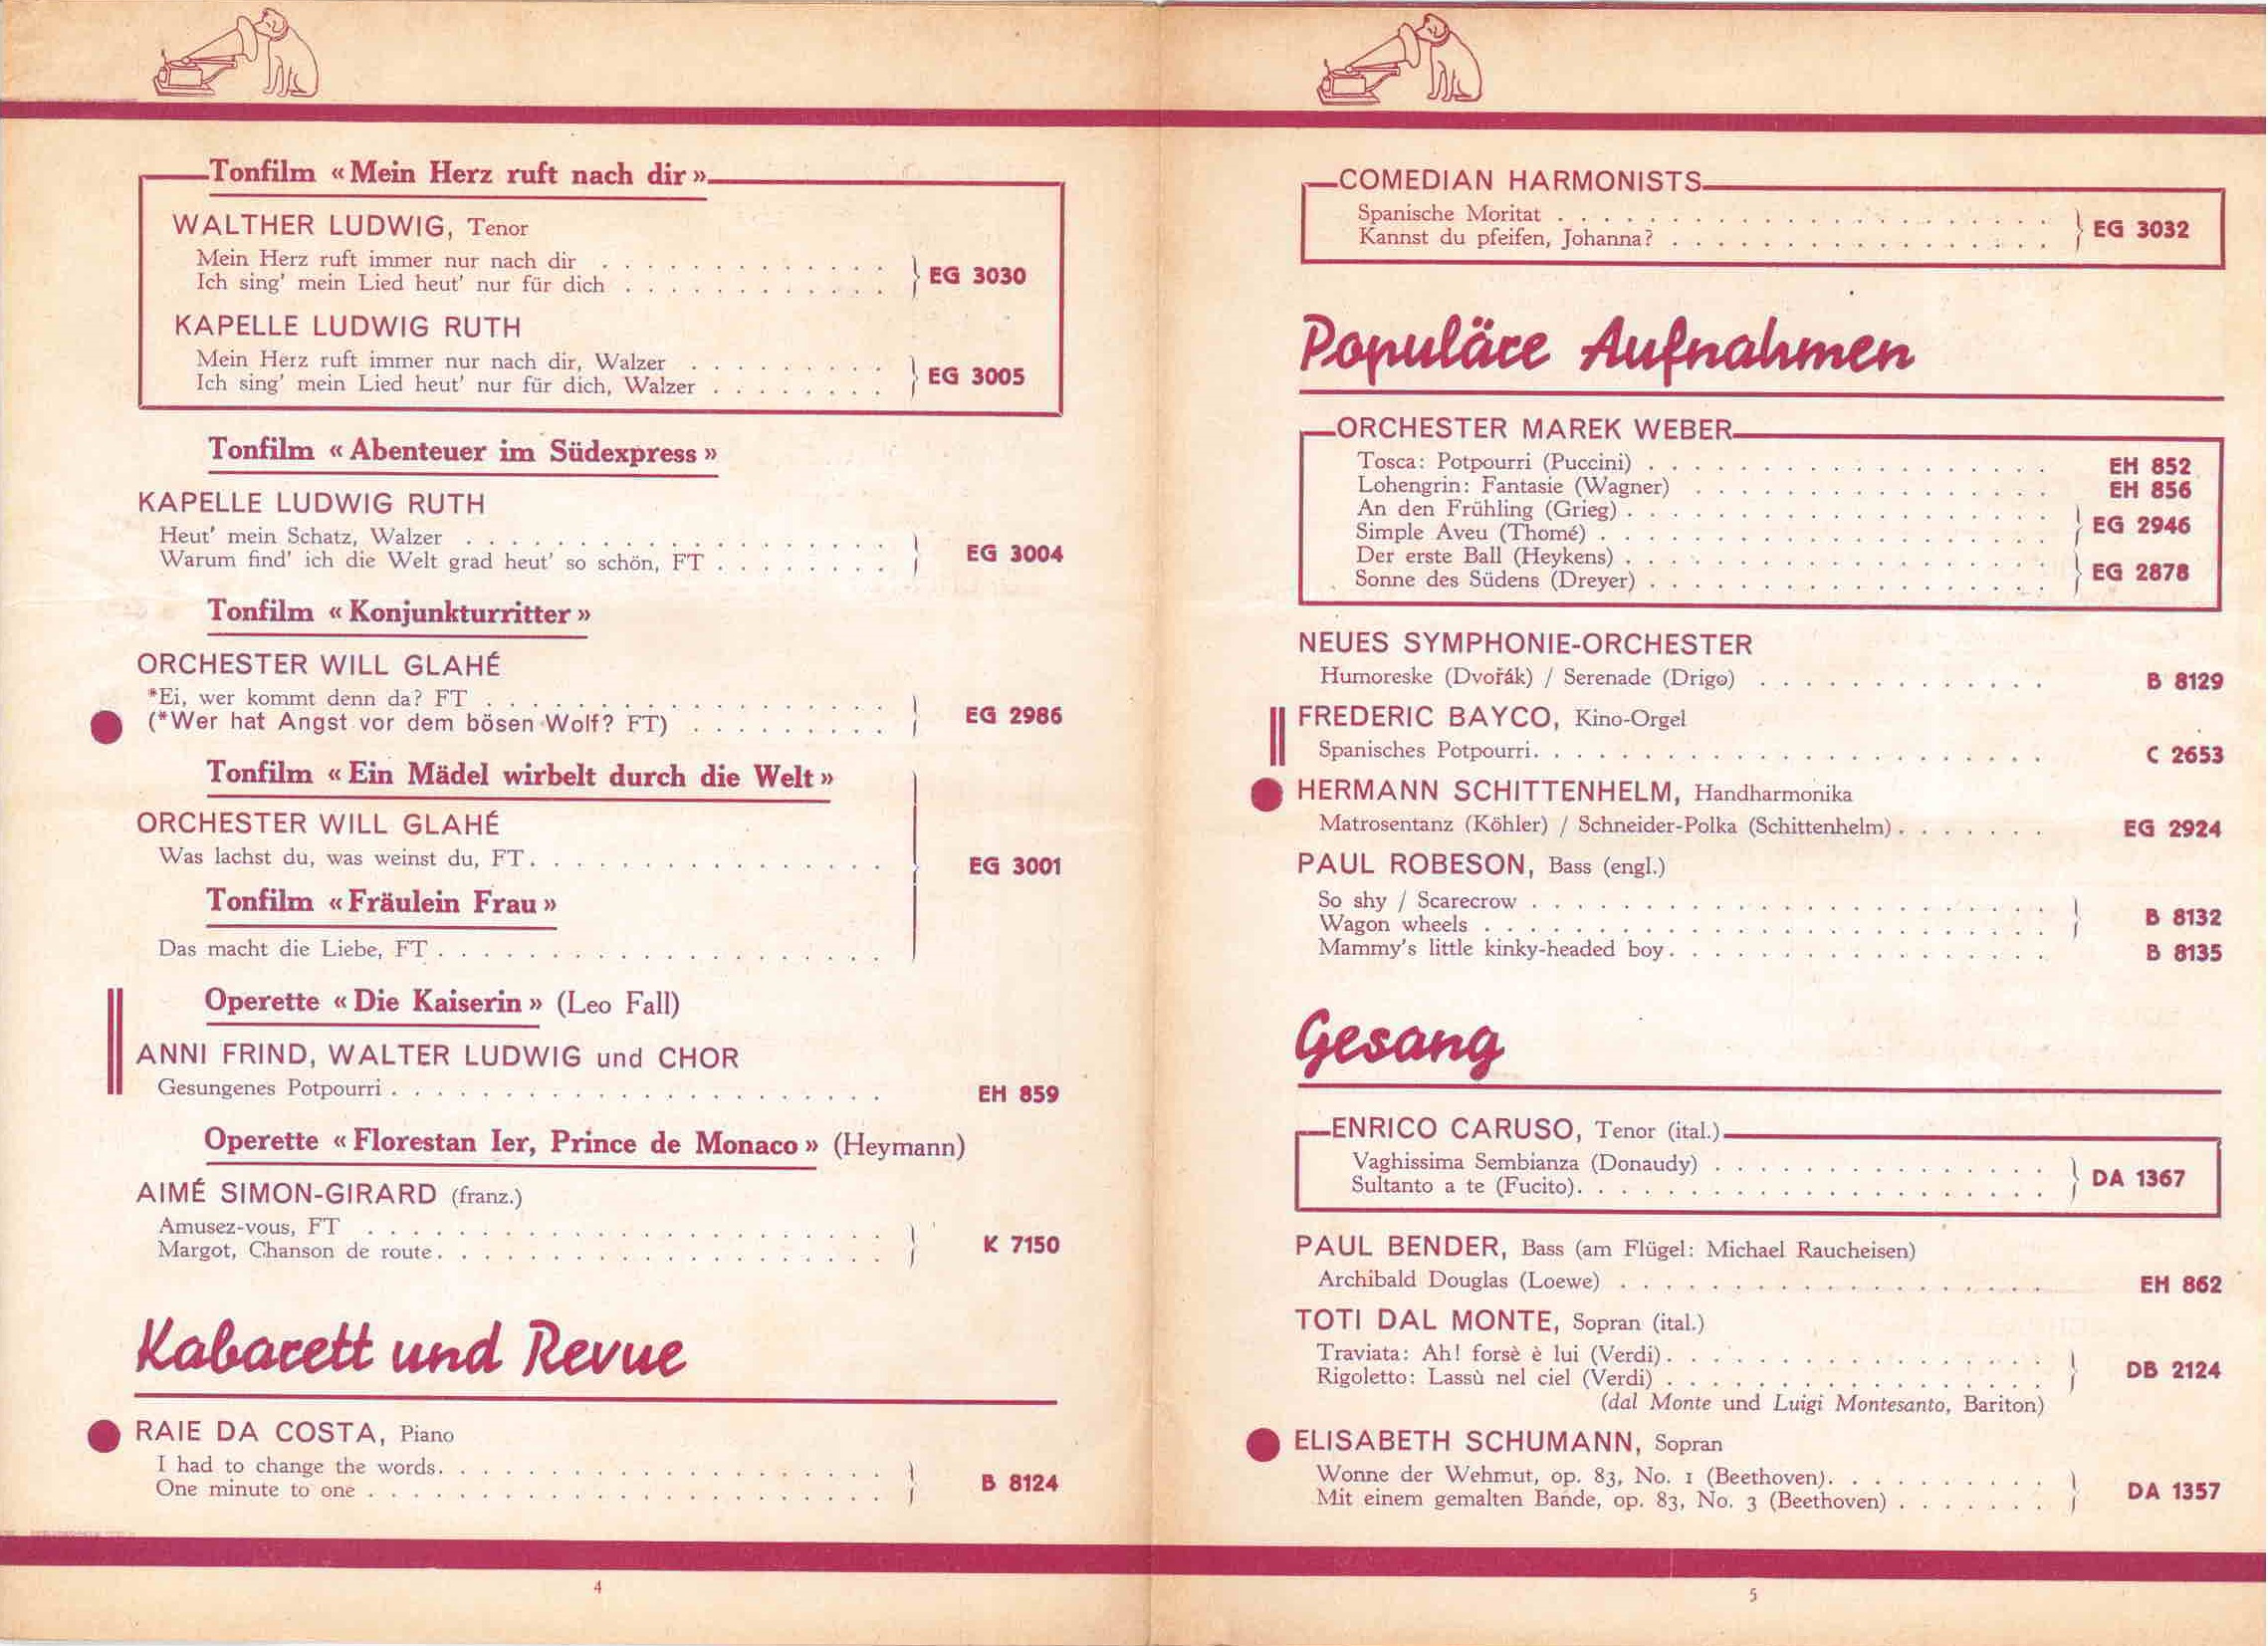 Tonfilm «Mein Herz ruft nach dir»
WALTHER LUDWIG, Tenor
Mein Herz ruft immer nur nach dir
Ich sing' mein Lied heut' nur für dich
EG 3030
KAPELLE LUDWIG RUTH
Mein Herz ruft immer nur nach dir, Walzer
Ich sing' mein Lied heut' nur für dich, Walzer
EG 3005
Tonfilm «Abenteuer im Südexpress»
KAPELLE LUDWIG RUTH
Heut' mein Schatz, Walzer
Warum find' ich die Welt grad heut' so schön, FT
EG 3004
Tonfilm «Konjunkturritter»
ORCHESTER WILL GLAHÉ
*Ei, wer kommt denn da? FT
(*Wer hat Angst vor dem bösen Wolf? FT)
EG 2986
Tonfilm «Ein Mädel wirbelt durch die Welt»
ORCHESTER WILL GLAHÉ
Was lachst du, was weinst du, FT
EG 3001
Tonfilm «Fräulein Frau»
Das macht die Liebe, FT
Operette «Die Kaiserin» (Leo Fall)
ANNI FRIND, WALTER LUDWIG und CHOR
Gesungenes Potpourri EH 859
Operette «Florestan Ier, Prince de Monaco» (Heymann)
AIMÉ SIMON-GIRARD (franz.)
Amusez-vous, FT
Margot, Chanson de route
K 7150
Kabarett und Revue
RAIE DA COSTA, Piano
I had to change the words
One minute to one
B 8124
4
COMEDIAN HARMONISTS
Spanische Moritat
Kannst du pfeifen, Johanna?
EG 3032
Populäre Aufnahmen
ORCHESTER MAREK WEBER
Tosca: Potpourri (Puccini) EH 852
Lohengrin: Fantasie (Wagner) EH 856
An den Frühling (Grieg)
Simple Aveu (Thomé)
EG 2946
Der erste Ball (Heykens)
Sonne des Südens (Dreyer)
EG 2878
NEUES SYMPHONIE-ORCHESTER
Humoreske (Dvořák) / Serenade (Drigo) B 8129
FREDERIC BAYCO, Kino-Orgel
Spanisches Potpourri C 2653
HERMANN SCHITTENHELM, Handharmonika
Matrosentanz (Köhler) / Schneider-Polka (Schittenhelm) EG 2924
PAUL ROBESON, Bass (engl.)
So shy / Scarecrow
Wagon wheels
B 8132
Mammy's little kinky-headed boy B 8135
Gesang
ENRICO CARUSO, Tenor (ital.)
Vaghissima Sembianza (Donaudy)
Sultanto a te (Fucito)
DA 1367
PAUL BENDER, Bass (am Flügel: Michael Raucheisen)
Archibald Douglas (Loewe) EH 862
TOTI DAL MONTE, Sopran (ital.)
Traviata: Ah! forsè è lui (Verdi)
Rigoletto: Lassù nel ciel (Verdi)
DB 2124
(dal Monte und Luigi Montesanto, Bariton)
ELISABETH SCHUMANN, Sopran
Wonne der Wehmut, op. 83, No. 1 (Beethoven)
Mit einem gemalten Bande, op. 83, No. 3 (Beethoven)
DA 1357
5